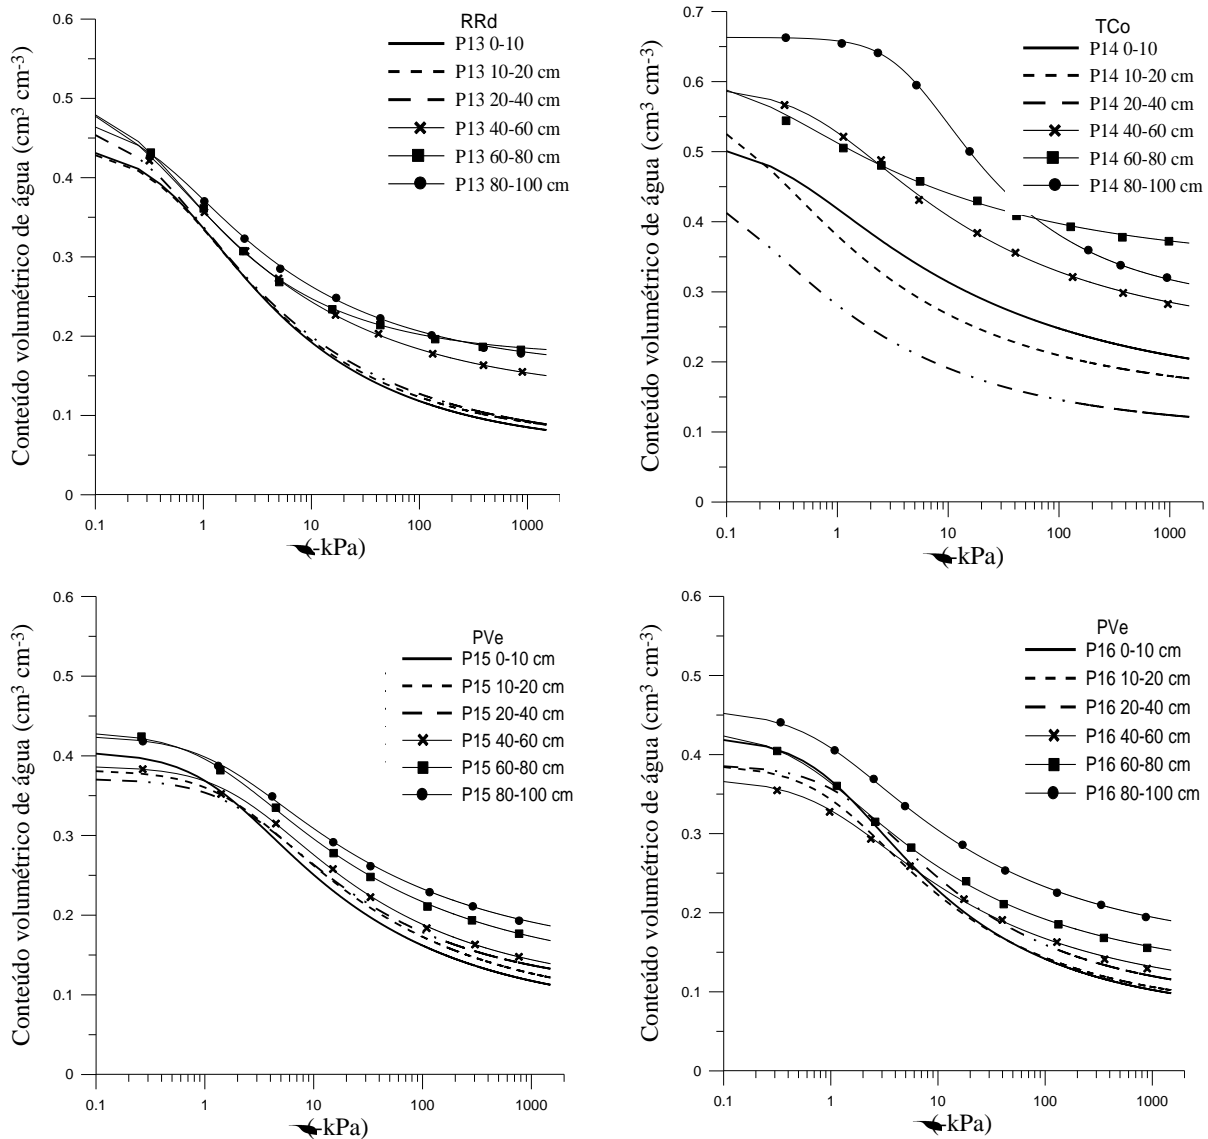 RRd
P13 0-10
P13 10-20 cm
P13 20-40 cm
P13 40-60 cm
P13 60-80 cm
P13 80-100 cm
Conteúdo volumétrico de água (cm³ cm⁻³)
0.6
0.5
0.4
0.3
0.2
0.1
0
0.1 1 10 100 1000
(-kPa)
TCo
P14 0-10
P14 10-20 cm
P14 20-40 cm
P14 40-60 cm
P14 60-80 cm
P14 80-100 cm
Conteúdo volumétrico de água (cm³ cm⁻³)
0.7
0.6
0.5
0.4
0.3
0.2
0.1
0
0.1 1 10 100 1000
(-kPa)
PVe
P15 0-10 cm
P15 10-20 cm
P15 20-40 cm
P15 40-60 cm
P15 60-80 cm
P15 80-100 cm
Conteúdo volumétrico de água (cm³ cm⁻³)
0.6
0.5
0.4
0.3
0.2
0.1
0
0.1 1 10 100 1000
(-kPa)
PVe
P16 0-10 cm
P16 10-20 cm
P16 20-40 cm
P16 40-60 cm
P16 60-80 cm
P16 80-100 cm
Conteúdo volumétrico de água (cm³ cm⁻³)
0.6
0.5
0.4
0.3
0.2
0.1
0
0.1 1 10 100 1000
(-kPa)